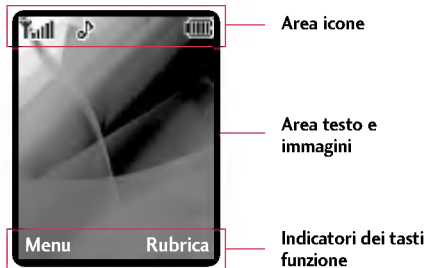 Area icone
Area testo e
immagini
Menu
Rubrica
Indicatori dei tasti
funzione